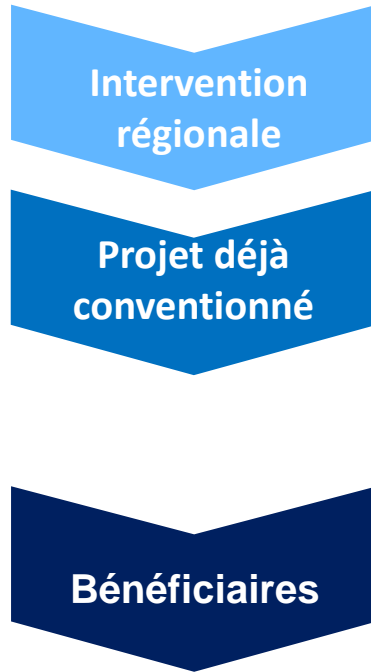 Intervention
régionale
Projet déjà
conventionné
Bénéficiaires